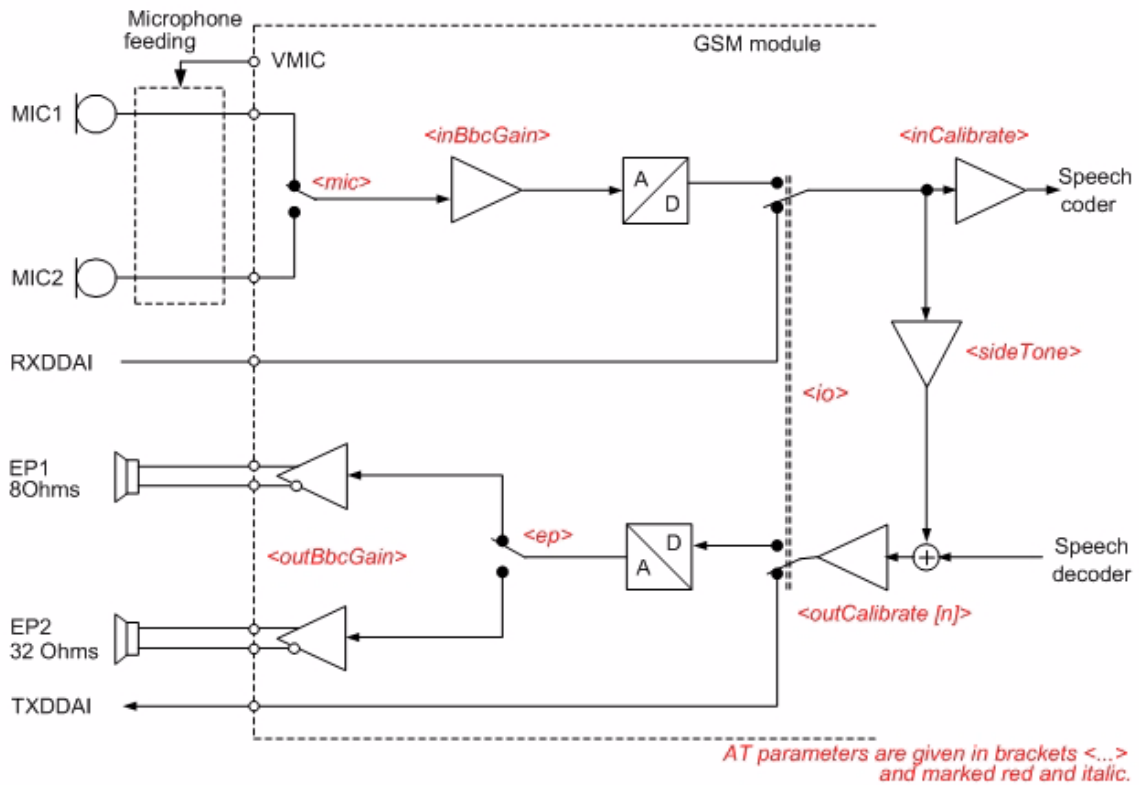 Microphone
feeding
VMIC
GSM module
MIC1
<inBbcGain>
<inCalibrate>
<mic>
A
D
Speech
coder
MIC2
RXDDAI
<sideTone>
<io>
EP1
8Ohms
<ep>
D
A
<outBbcGain>
Speech
decoder
<outCalibrate [n]>
EP2
32 Ohms
TXDDAI
AT parameters are given in brackets <...>
and marked red and italic.